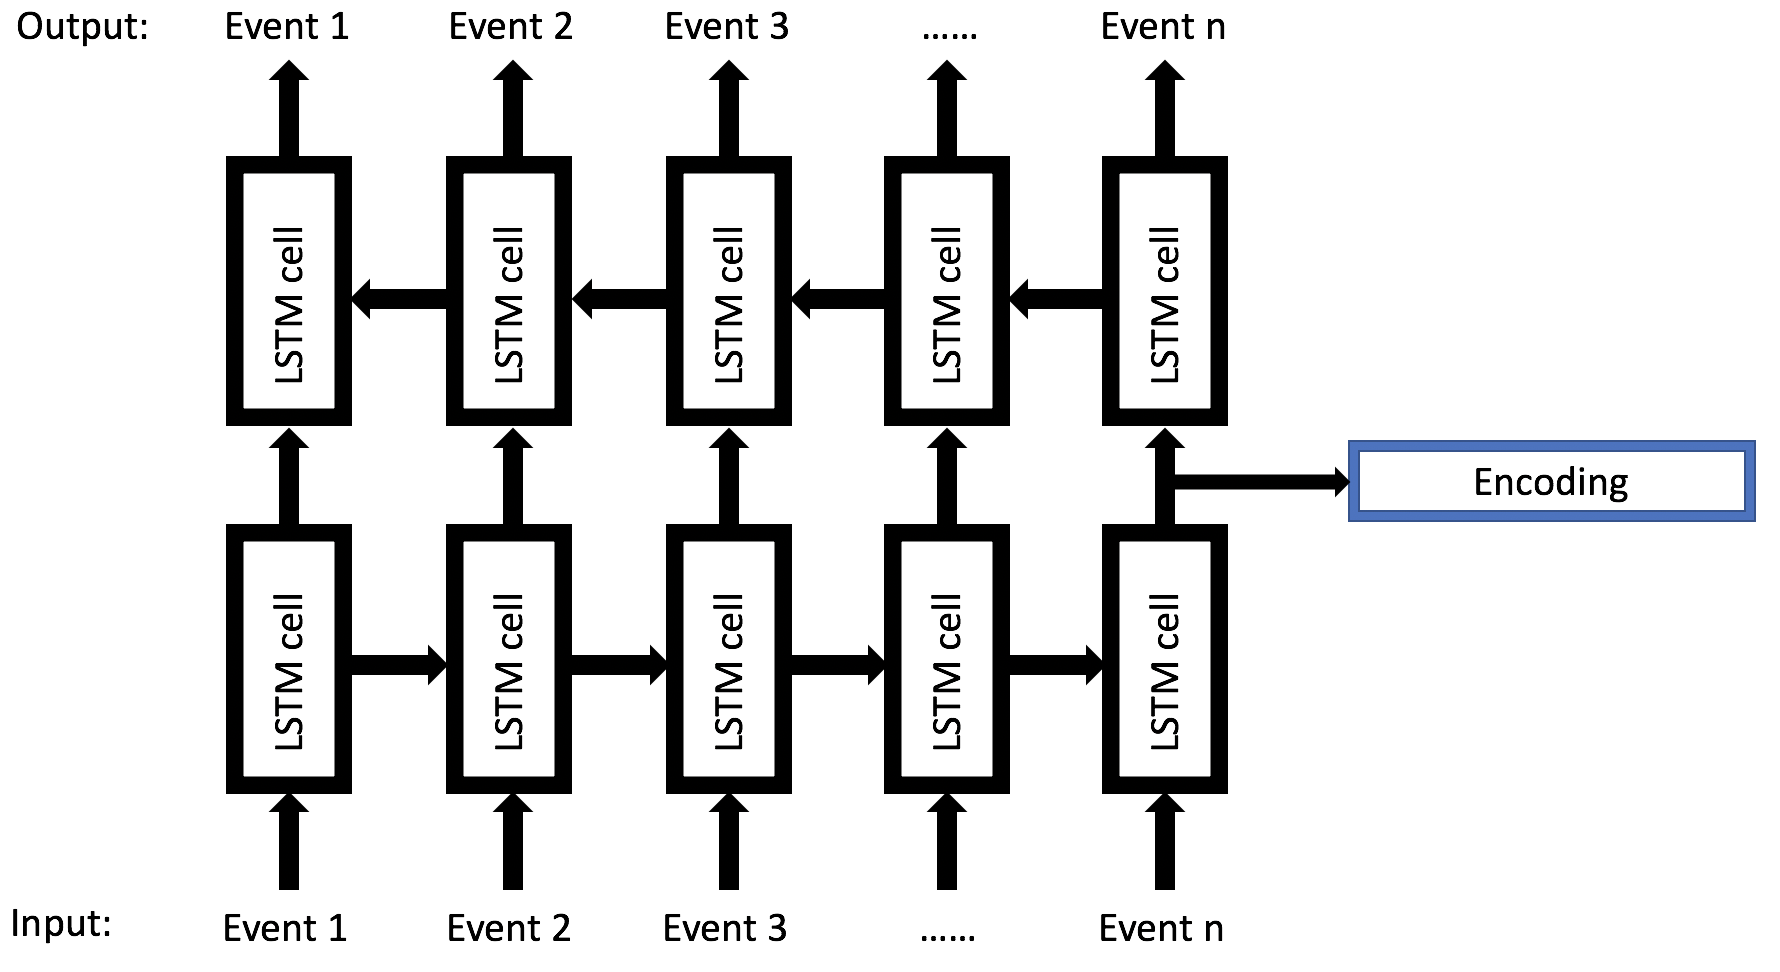 Output: Event 1 Event 2 Event 3 ...... Event n
LSTM cell LSTM cell LSTM cell LSTM cell LSTM cell
Encoding
LSTM cell LSTM cell LSTM cell LSTM cell LSTM cell
Input: Event 1 Event 2 Event 3 ...... Event n